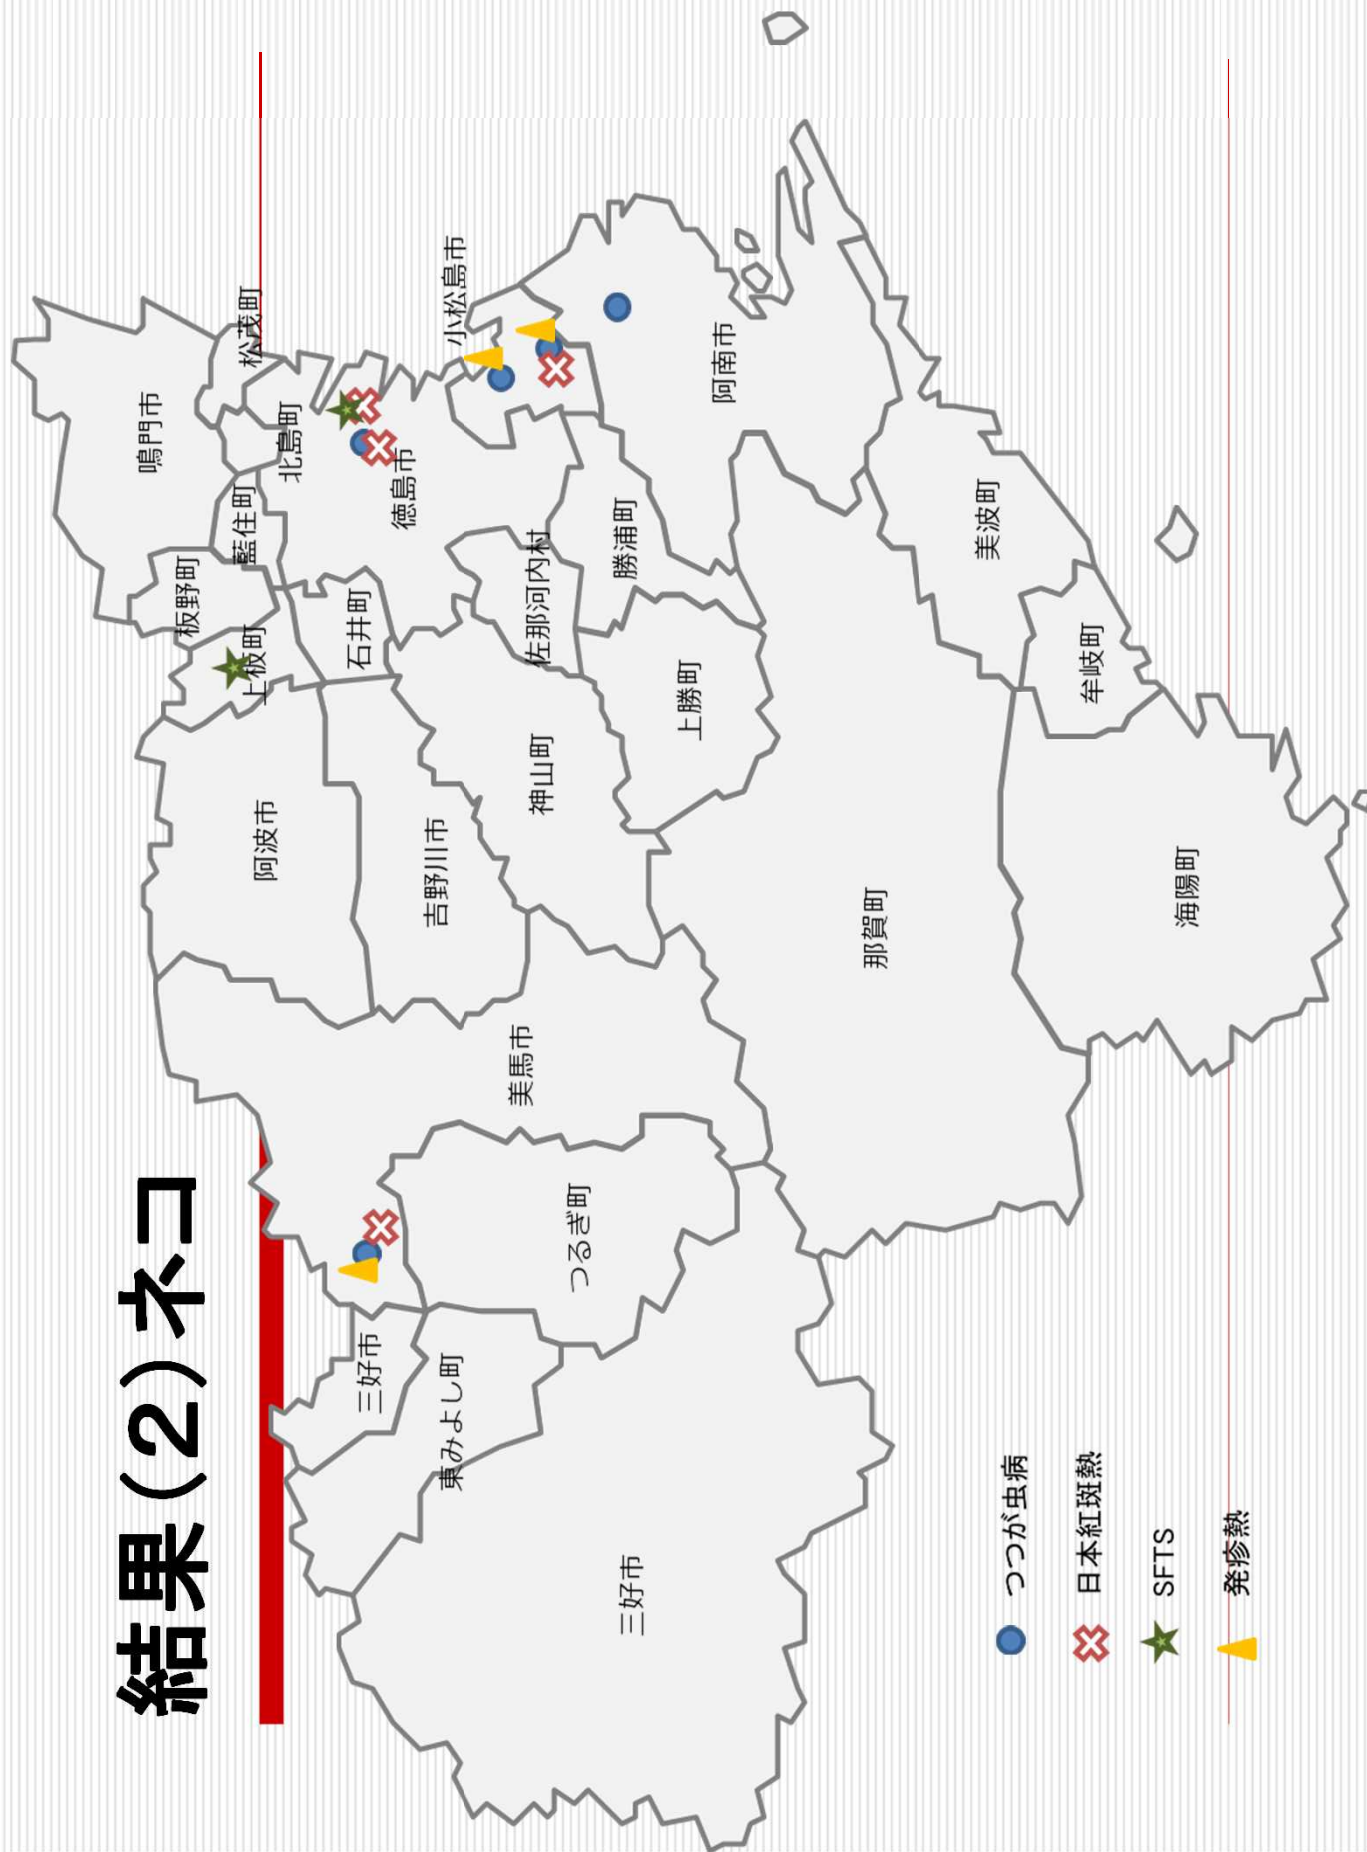 結果(2)ネコ
鳴門市
松茂町
北島町
藍住町
板野町
上板町
徳島市
石井町
小松島市
阿波市
吉野川市
神山町
佐那河内村
勝浦町
上勝町
阿南市
美馬市
つるぎ町
三好市
東みよし町
三好市
那賀町
美波町
牟岐町
海陽町
つつが虫病
日本紅斑熱
SFTS
発疹熱